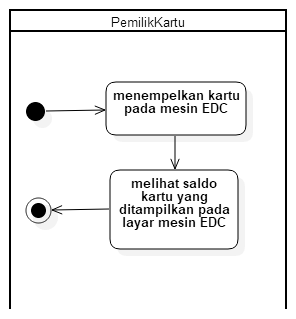 PemilikKartu
menempelkan kartu
pada mesin EDC
melihat saldo
kartu yang
ditampilkan pada
layar mesin EDC